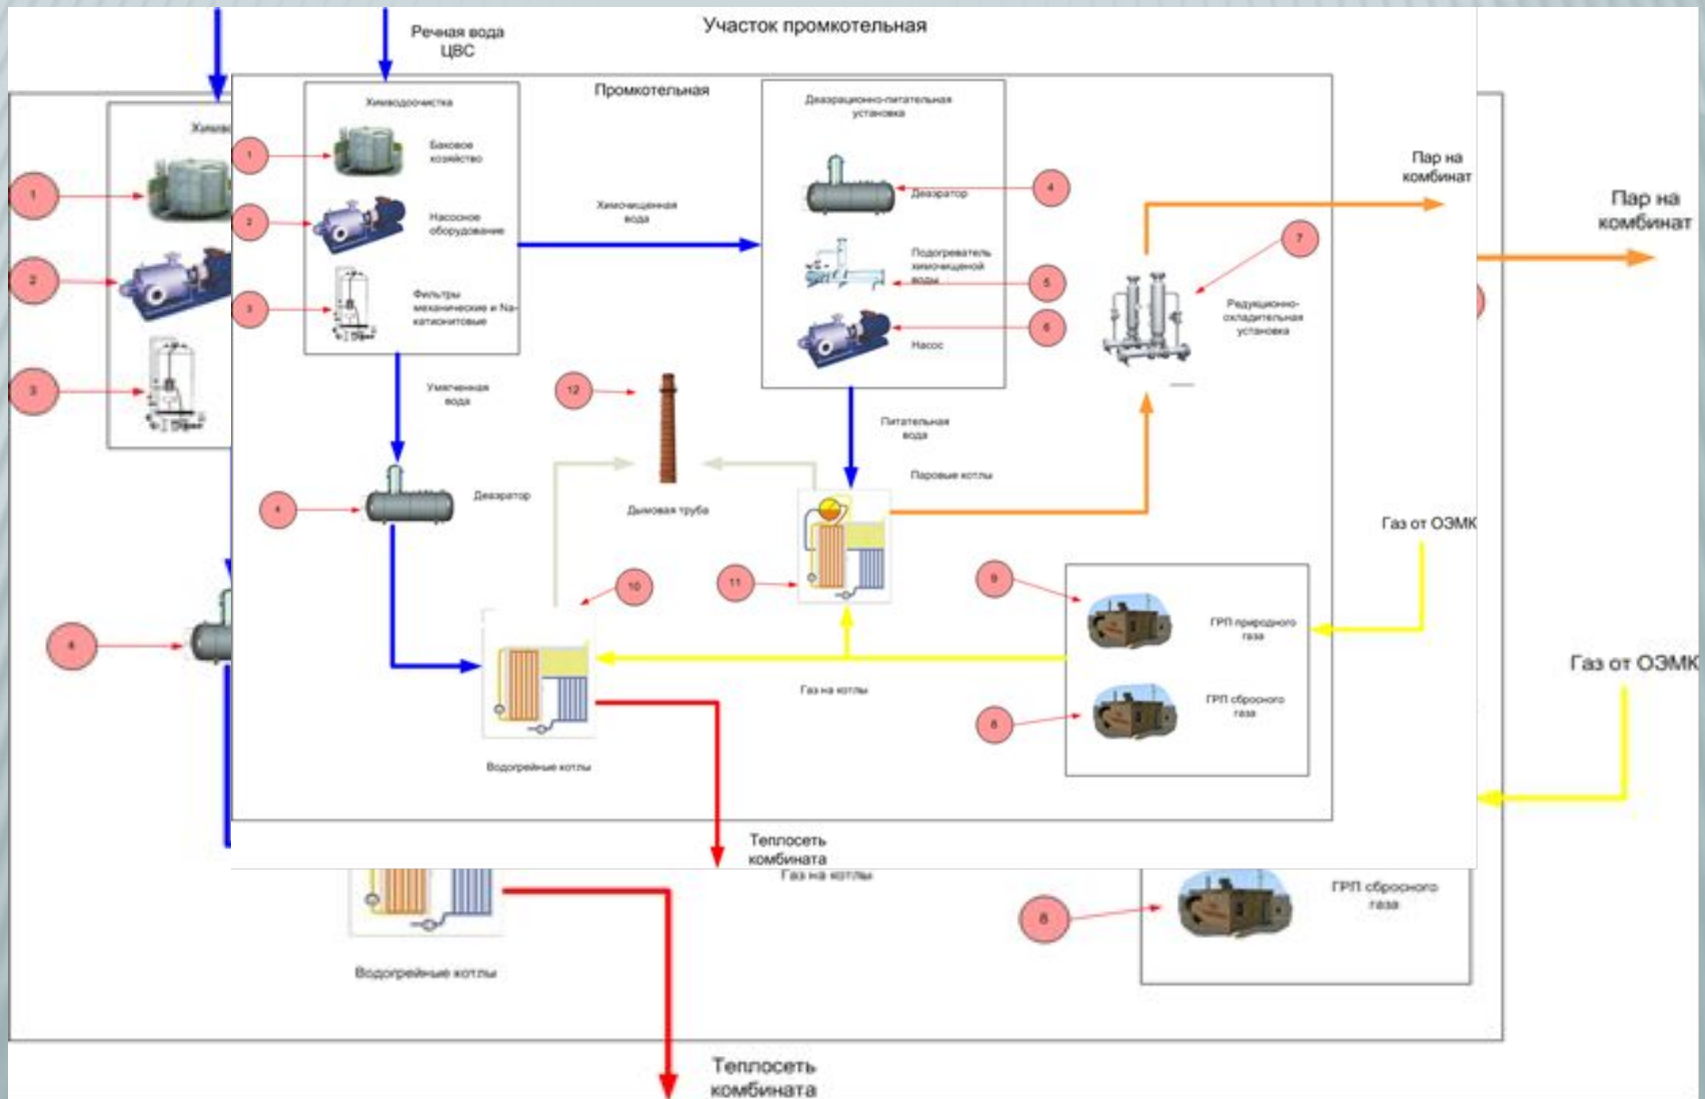 Участок промкотельная
Речная вода
ЦВС
Промкотельная
Химводоочистка
1
Баковое
хозяйство
2
Насосное
оборудование
3
Фильтры
механические и Na-
катионитовые
Химочищенная
вода
Деаэрационно-питательная
установка
4
Деаэратор
5
Подогреватель
химочищеной
воды
6
Насос
Пар на
комбинат
7
Редукционно-
охладительная
установка
Умягченная
вода
12
Дымовая труба
Питательная
вода
Паровые котлы
4
Деаэратор
10
11
Газ от ОЭМК
9
ГРП природного
газа
8
ГРП сбросного
газа
Газ на котлы
Водогрейные котлы
Теплосеть
комбината
1
2
3
Пар на
комбинат
Газ от ОЭМК
Газ на котлы
8
ГРП сбросного
газа
Водогрейные котлы
Теплосеть
комбината